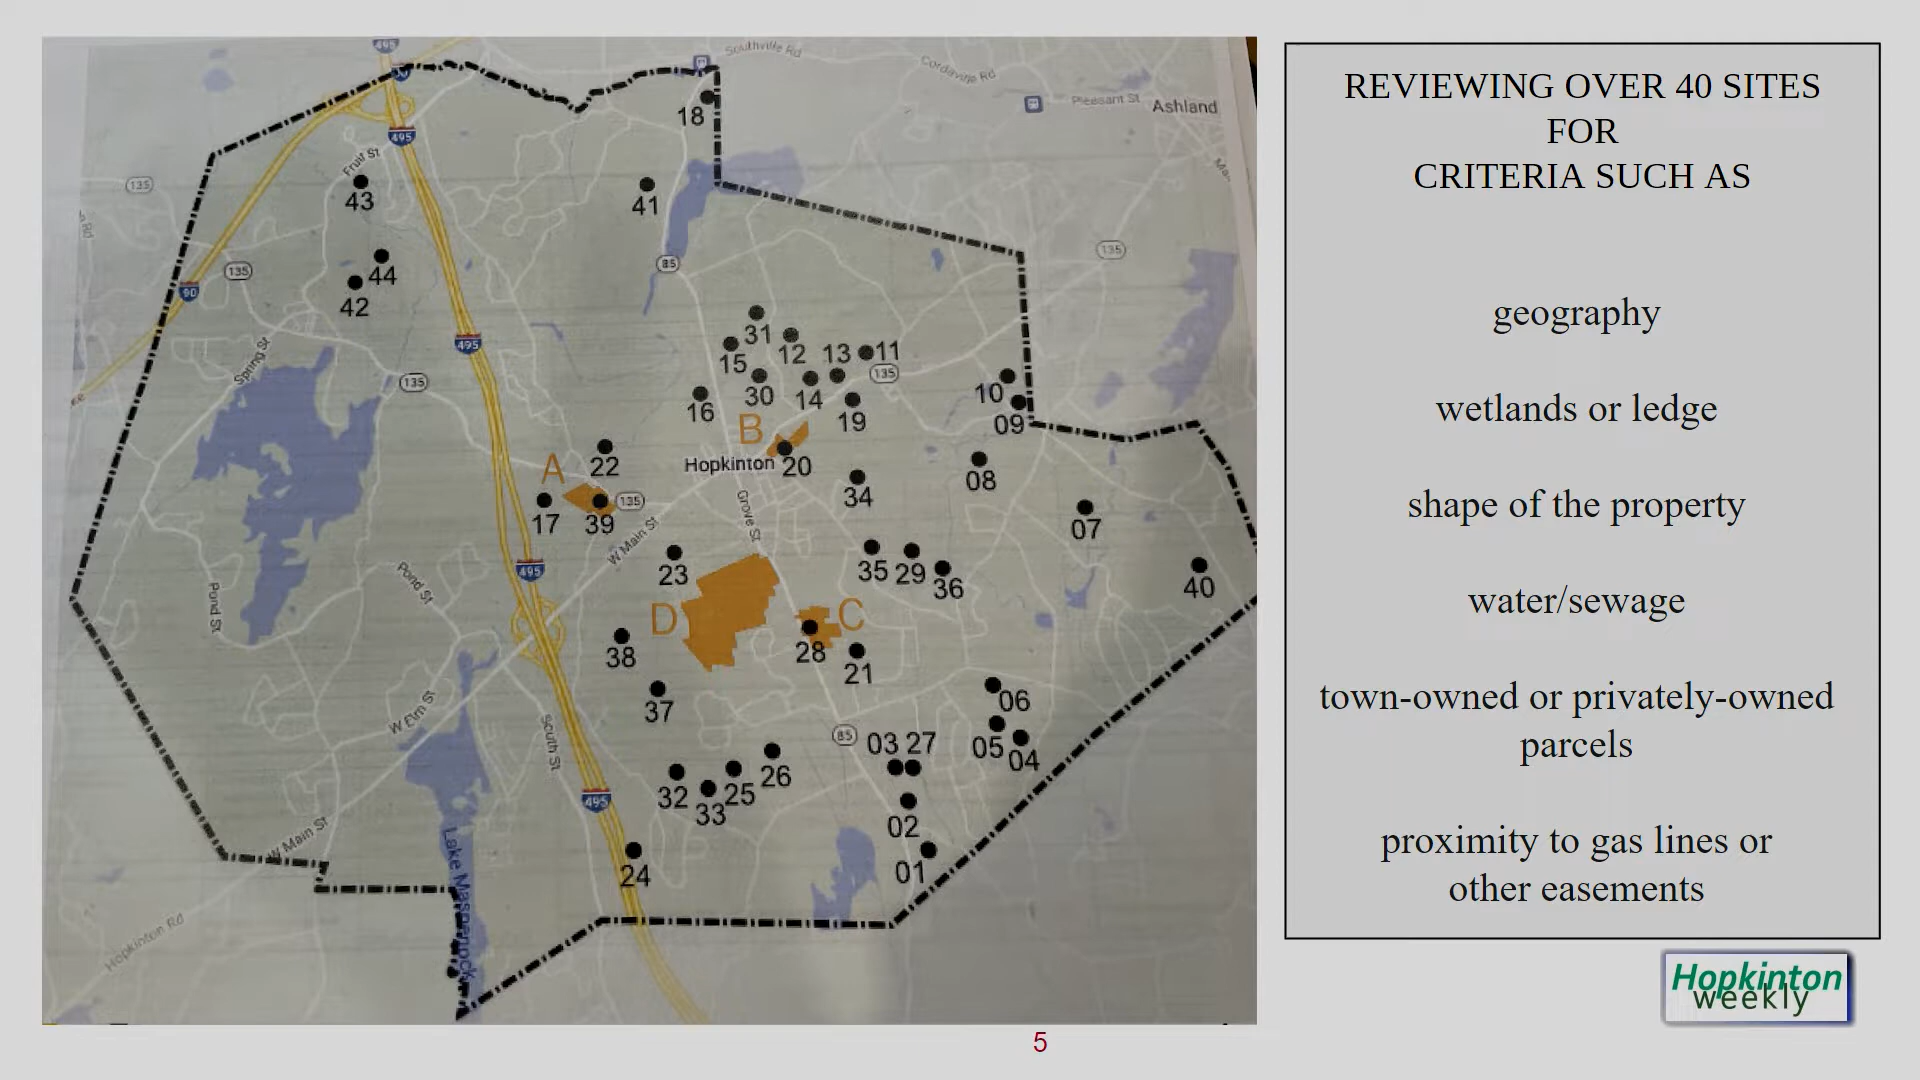 495
Southville Rd
90
Cordaville Rd
Pleasant St
Ashland
18
495
Fruit St
135
43
41
135
85
135
44
42
90
31
12
13
11
15
495
135
Spring St
135
30
14
10
16
19
09
B
Hopkinton
20
22
A
08
34
17
39
135
Grove St
07
W Main St
23
35
29
36
40
495
Pond St
Pond St
D
C
28
38
21
37
06
W Elm St
South St
85
03
27
05
04
26
32
25
33
495
02
W Main St
24
01
Lake Maspenock
Hopkinton Rd
REVIEWING OVER 40 SITES
FOR
CRITERIA SUCH AS
geography
wetlands or ledge
shape of the property
water/sewage
town-owned or privately-owned
parcels
proximity to gas lines or
other easements
Hopkinton
weekly
5